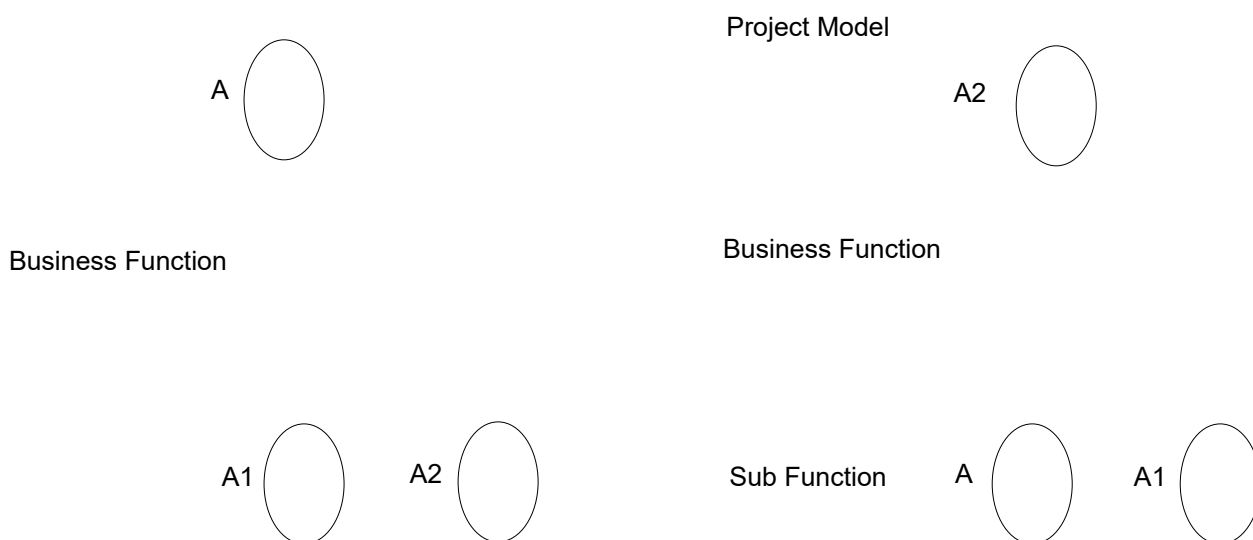 Project Model
A
A2
Business Function
Business Function
A1
A2
Sub Function
A
A1